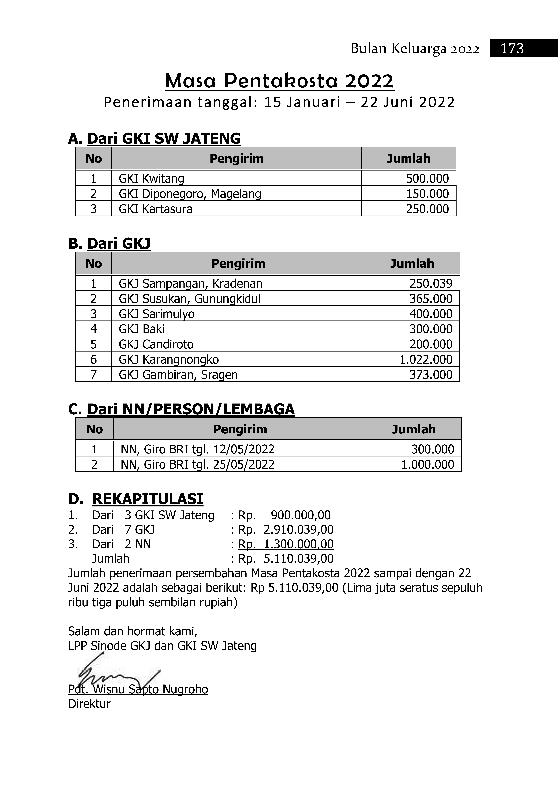 Bulan Keluarga 2022 173
Masa Pentakosta 2022
Penerimaan tanggal: 15 Januari – 22 Juni 2022
A. Dari GKI SW JATENG
No Pengirim Jumlah
1 GKI Kwitang 500.000
2 GKI Diponegoro, Magelang 150.000
3 GKI Kartasura 250.000
B. Dari GKJ
No Pengirim Jumlah
1 GKJ Sampangan, Kradenan 250.039
2 GKJ Susukan, Gunungkidul 365.000
3 GKJ Sarimulyo 400.000
4 GKJ Baki 300.000
5 GKJ Candiroto 200.000
6 GKJ Karangnongko 1.022.000
7 GKJ Gambiran, Sragen 373.000
C. Dari NN/PERSON/LEMBAGA
No Pengirim Jumlah
1 NN, Giro BRI tgl. 12/05/2022 300.000
2 NN, Giro BRI tgl. 25/05/2022 1.000.000
D. REKAPITULASI
1. Dari 3 GKI SW Jateng : Rp. 900.000,00
2. Dari 7 GKJ : Rp. 2.910.039,00
3. Dari 2 NN : Rp. 1.300.000,00
Jumlah : Rp. 5.110.039,00
Jumlah penerimaan persembahan Masa Pentakosta 2022 sampai dengan 22
Juni 2022 adalah sebagai berikut: Rp 5.110.039,00 (Lima juta seratus sepuluh
ribu tiga puluh sembilan rupiah)
Salam dan hormat kami,
LPP Sinode GKJ dan GKI SW Jateng
Pdt. Wisnu Sapto Nugroho
Direktur